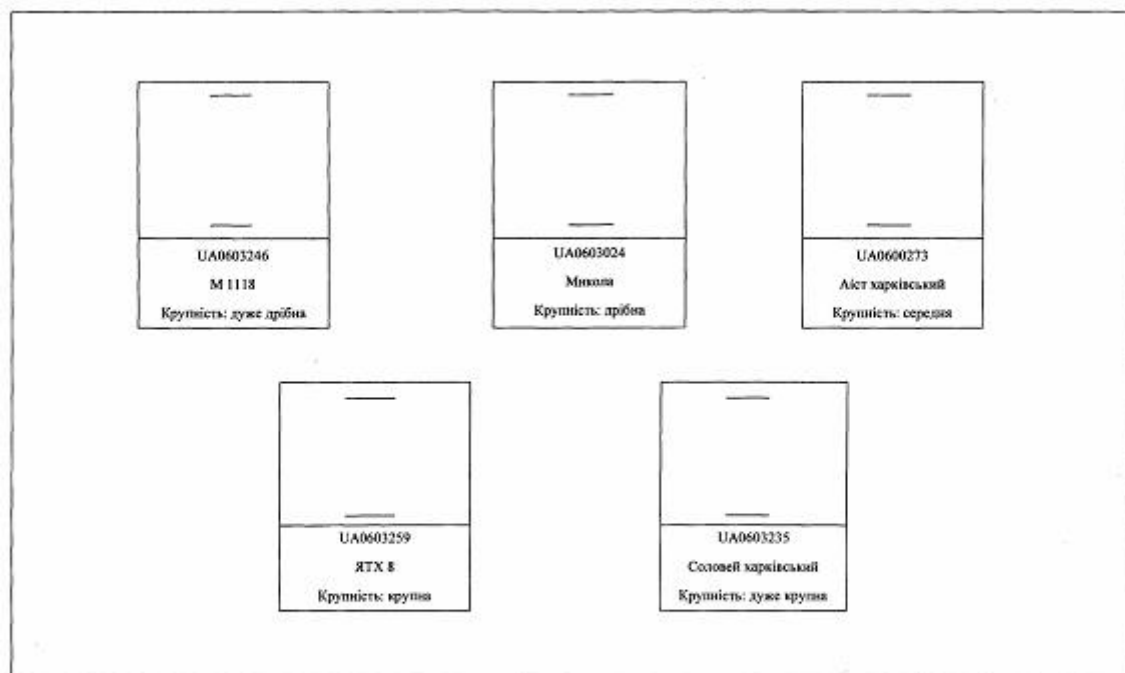 UA0603246
М 1118
Крупність: дуже дрібна
UA0603024
Микола
Крупність: дрібна
UA0600273
Аіст харківський
Крупність: середня
UA0603259
ЯТХ 8
Крупність: крупна
UA0603235
Соловей харківський
Крупність: дуже крупна